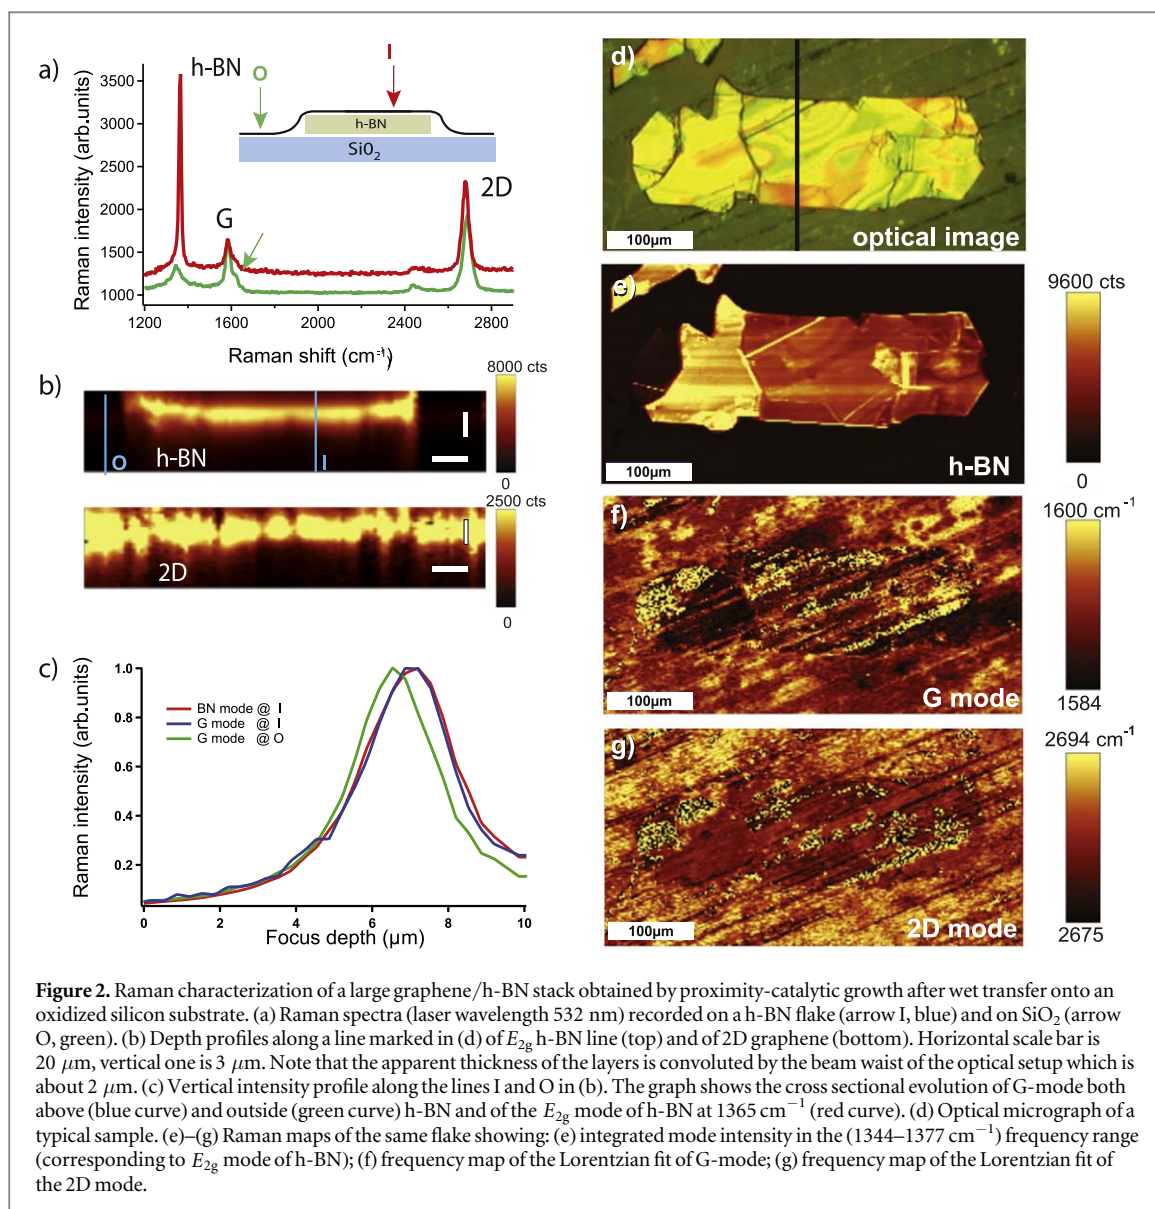 a)
h-BN
O
I
h-BN
SiO₂
G
2D
Raman intensity (arb.units)
3500
3000
2500
2000
1500
1000
1200
1600
2000
2400
2800
Raman shift (cm⁻¹)
b)
8000 cts
O
I
h-BN
0
2500 cts
2D
0
c)
Raman intensity (arb.units)
1.0
0.8
0.6
0.4
0.2
BN mode @ I
G mode @ I
G mode @ O
0
2
4
6
8
10
Focus depth (µm)
d)
100µm
optical image
e)
100µm
h-BN
9600 cts
0
f)
100µm
G mode
1600 cm⁻¹
1584
g)
100µm
2D mode
2694 cm⁻¹
2675
Figure 2. Raman characterization of a large graphene/h-BN stack obtained by proximity-catalytic growth after wet transfer onto an
oxidized silicon substrate. (a) Raman spectra (laser wavelength 532 nm) recorded on a h-BN flake (arrow I, blue) and on SiO₂ (arrow
O, green). (b) Depth profiles along a line marked in (d) of E₂g h-BN line (top) and of 2D graphene (bottom). Horizontal scale bar is
20 µm, vertical one is 3 µm. Note that the apparent thickness of the layers is convoluted by the beam waist of the optical setup which is
about 2 µm. (c) Vertical intensity profile along the lines I and O in (b). The graph shows the cross sectional evolution of G-mode both
above (blue curve) and outside (green curve) h-BN and of the E₂g mode of h-BN at 1365 cm⁻¹ (red curve). (d) Optical micrograph of a
typical sample. (e)–(g) Raman maps of the same flake showing: (e) integrated mode intensity in the (1344–1377 cm⁻¹) frequency range
(corresponding to E₂g mode of h-BN); (f) frequency map of the Lorentzian fit of G-mode; (g) frequency map of the Lorentzian fit of
the 2D mode.